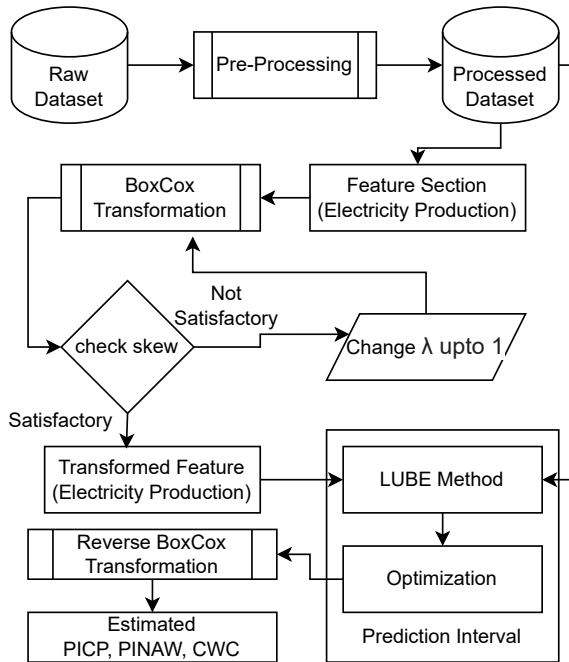 Raw
Dataset
Pre-Processing
Processed
Dataset
BoxCox
Transformation
Feature Section
(Electricity Production)
Not
Satisfactory
check skew
Change λ upto 1
Satisfactory
Transformed Feature
(Electricity Production)
LUBE Method
Reverse BoxCox
Transformation
Optimization
Estimated
PICP, PINAW, CWC
Prediction Interval